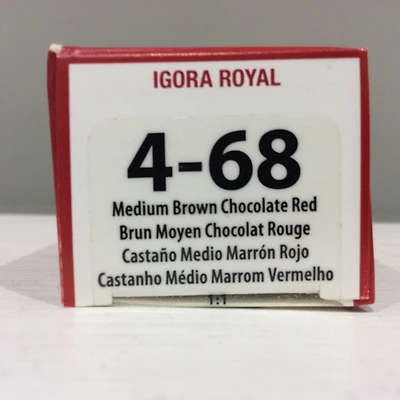 IGORA ROYAL
4-68
Medium Brown Chocolate Red
Brun Moyen Chocolat Rouge
Castaño Medio Marrón Rojo
Castanho Médio Marrom Vermelho
1:1